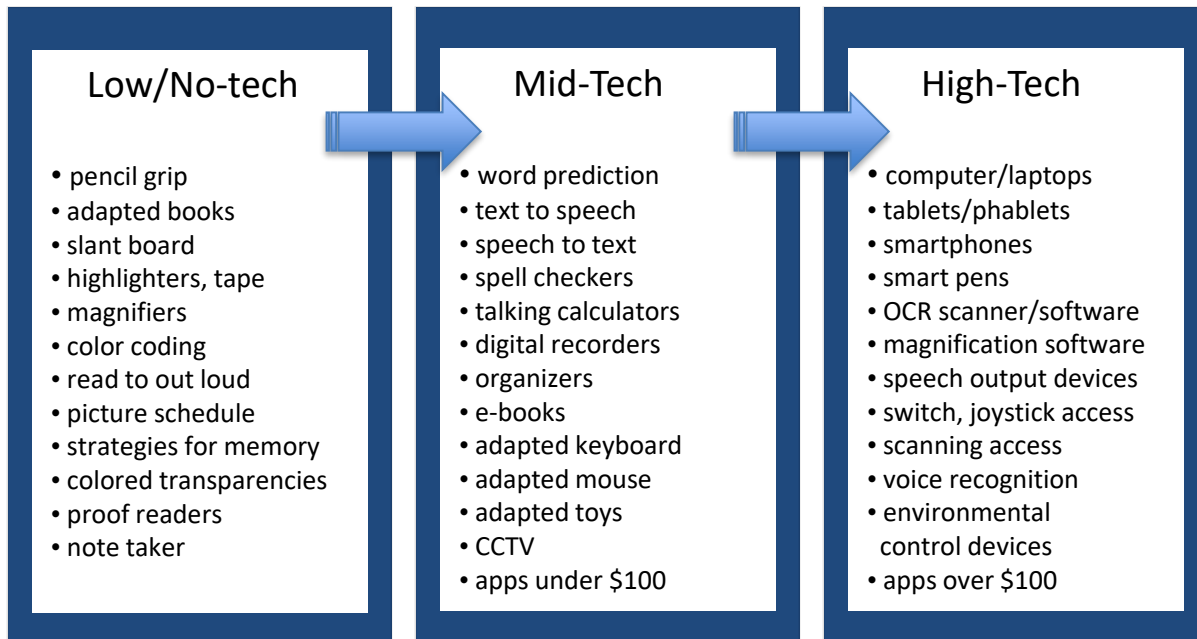 Low/No-tech
• pencil grip
• adapted books
• slant board
• highlighters, tape
• magnifiers
• color coding
• read to out loud
• picture schedule
• strategies for memory
• colored transparencies
• proof readers
• note taker
Mid-Tech
• word prediction
• text to speech
• speech to text
• spell checkers
• talking calculators
• digital recorders
• organizers
• e-books
• adapted keyboard
• adapted mouse
• adapted toys
• CCTV
• apps under $100
High-Tech
• computer/laptops
• tablets/phablets
• smartphones
• smart pens
• OCR scanner/software
• magnification software
• speech output devices
• switch, joystick access
• scanning access
• voice recognition
• environmental
control devices
• apps over $100